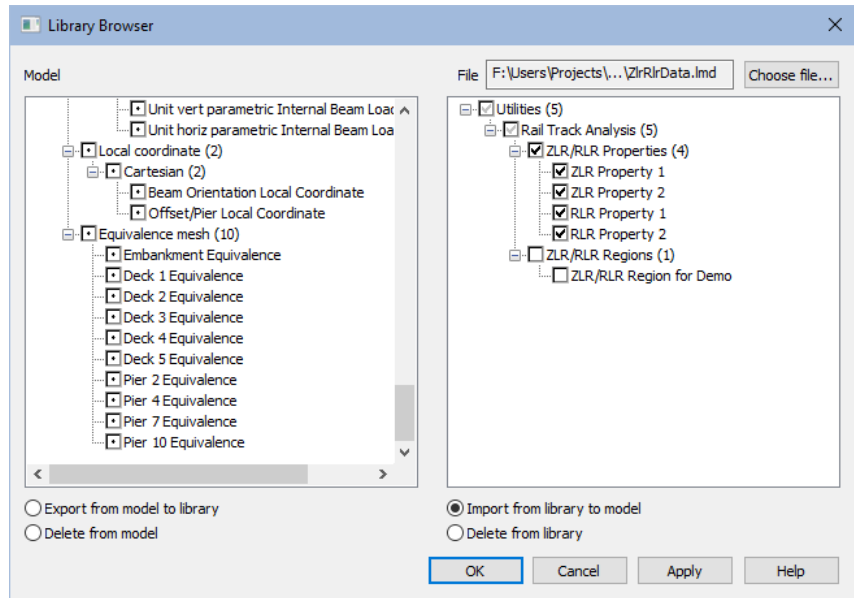 Library Browser
Model
File F:\Users\Projects\...\ZlrRlrData.lmd Choose file...
Unit vert parametric Internal Beam Loac
Unit horiz parametric Internal Beam Loa
Local coordinate (2)
Cartesian (2)
Beam Orientation Local Coordinate
Offset/Pier Local Coordinate
Equivalence mesh (10)
Embankment Equivalence
Deck 1 Equivalence
Deck 2 Equivalence
Deck 3 Equivalence
Deck 4 Equivalence
Deck 5 Equivalence
Pier 2 Equivalence
Pier 4 Equivalence
Pier 7 Equivalence
Pier 10 Equivalence
Utilities (5)
Rail Track Analysis (5)
ZLR/RLR Properties (4)
ZLR Property 1
ZLR Property 2
RLR Property 1
RLR Property 2
ZLR/RLR Regions (1)
ZLR/RLR Region for Demo
Export from model to library
Delete from model
Import from library to model
Delete from library
OK Cancel Apply Help